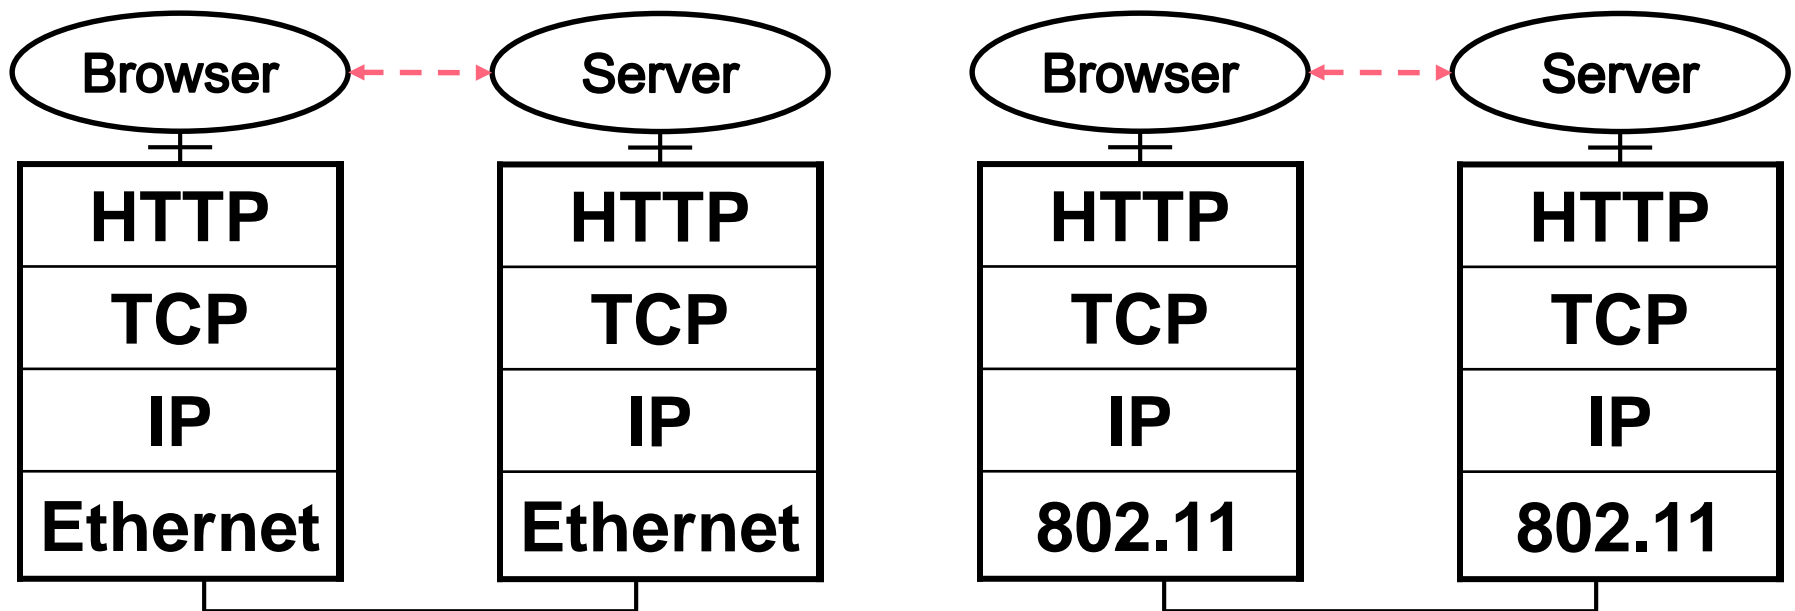 Browser
Server
HTTP
HTTP
TCP
TCP
IP
IP
Ethernet
Ethernet
Browser
Server
HTTP
HTTP
TCP
TCP
IP
IP
802.11
802.11